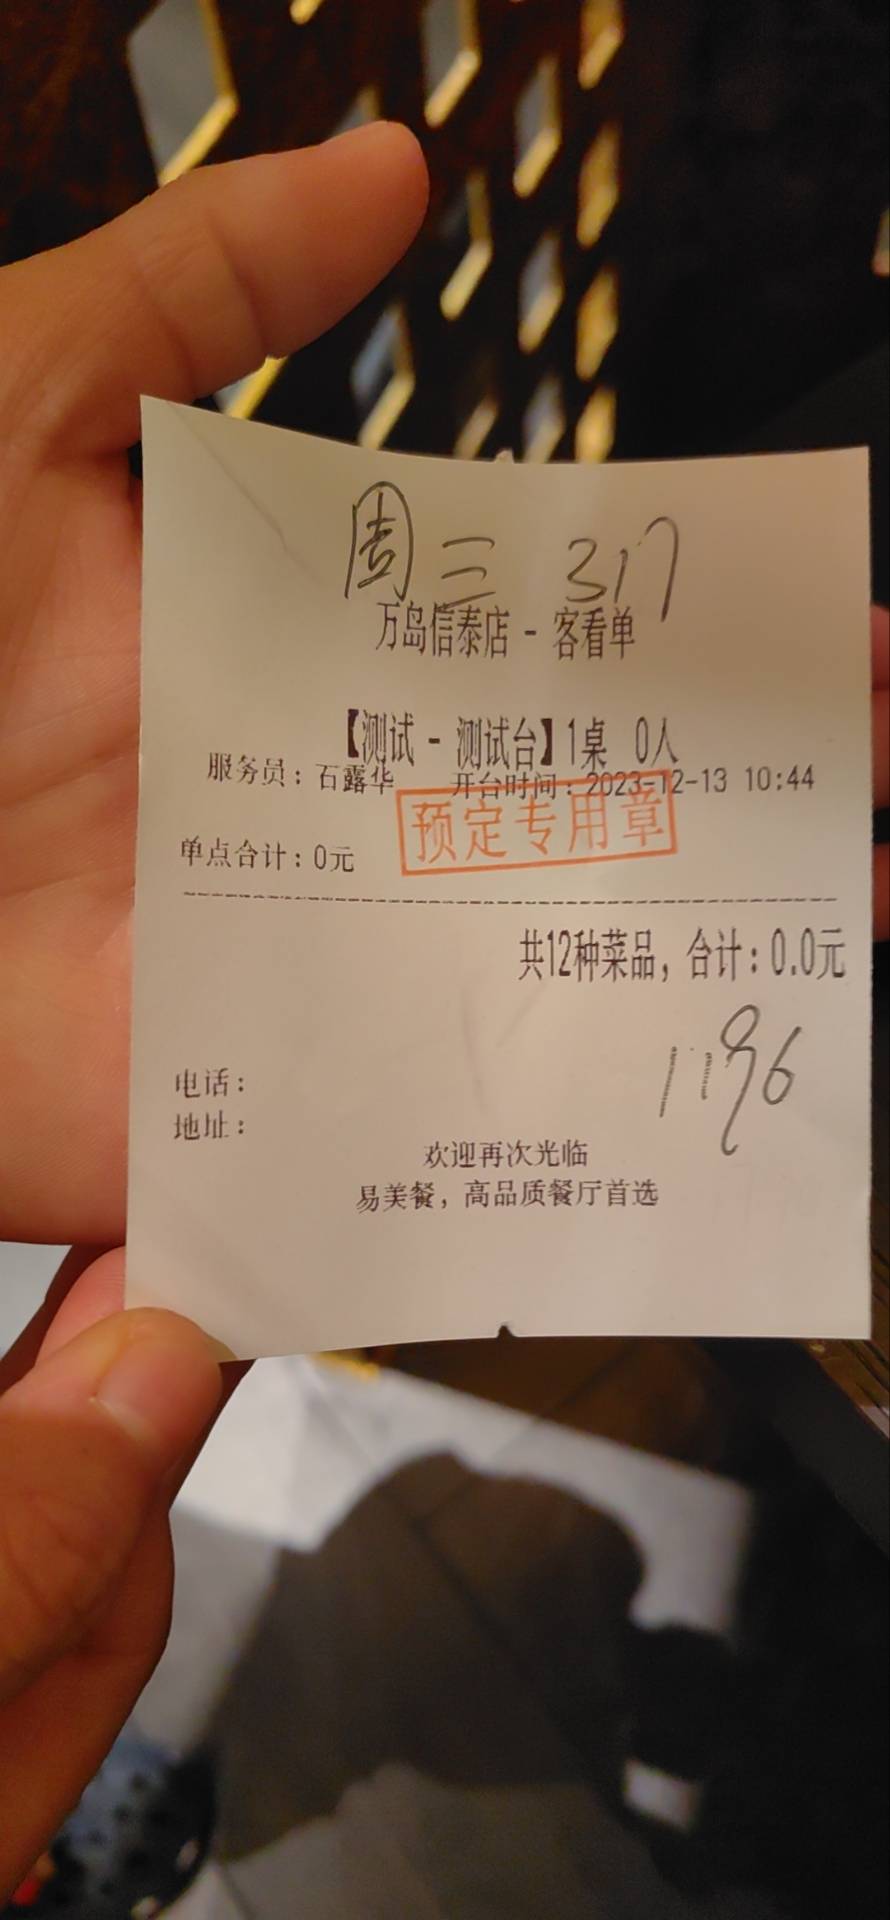 周三 317
万岛信泰店 - 客看单
【测试 - 测试台】1桌 0人
服务员：石露华 开台时间：2023-12-13 10:44
预定专用章
单点合计：0元
共12种菜品，合计：0.0元
1196
电话：
地址：
欢迎再次光临
易美餐，高品质餐厅首选